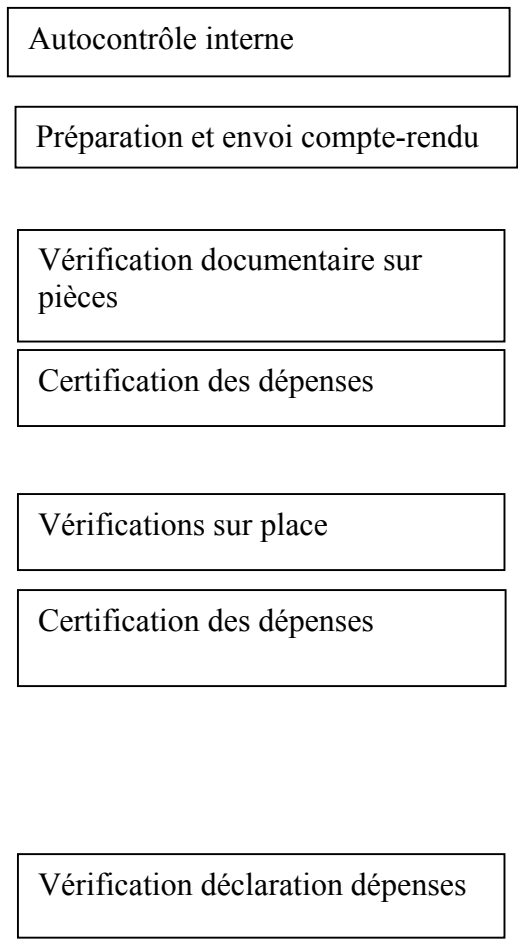 Autocontrôle interne
Préparation et envoi compte-rendu
Vérification documentaire sur
pièces
Certification des dépenses
Vérifications sur place
Certification des dépenses
Vérification déclaration dépenses